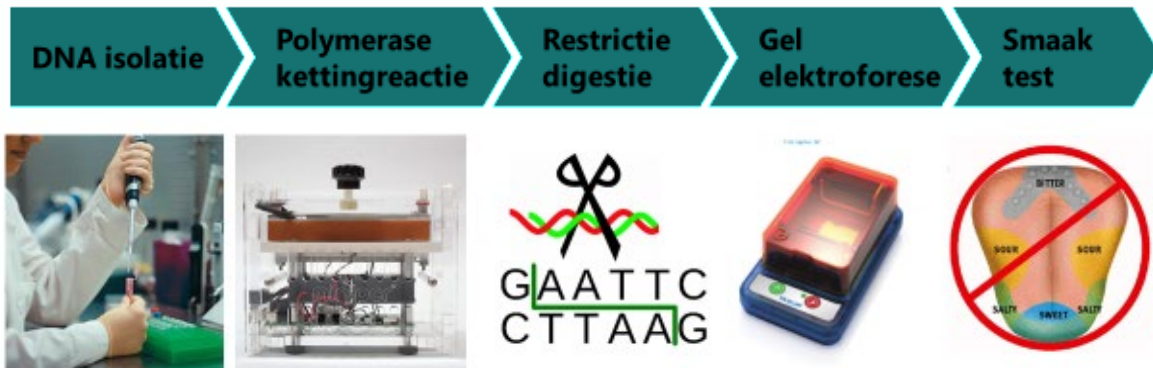 DNA isolatie
Polymerase
kettingreactie
Restrictie
digestie
Gel
elektroforese
Smaak
test
GAATTC
CTTAAG
BITTER
SOUR
SOUR
SALTY
SWEET
SALTY